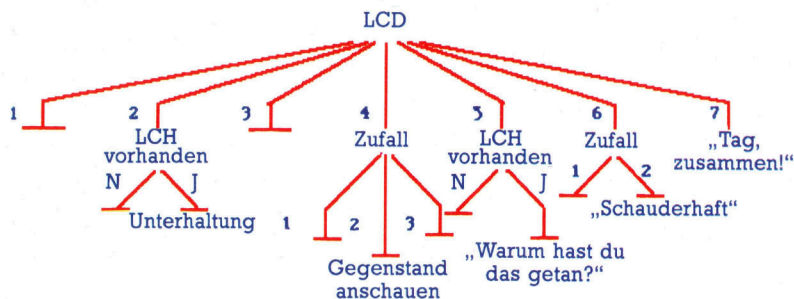 LCD
1 2 3 4 5 6 7
LCH vorhanden
Zufall
LCH vorhanden
Zufall
„Tag, zusammen!"
N J
N J
1 2
Unterhaltung
1 2 3
„Schauderhaft"
Gegenstand anschauen
„Warum hast du das getan?"